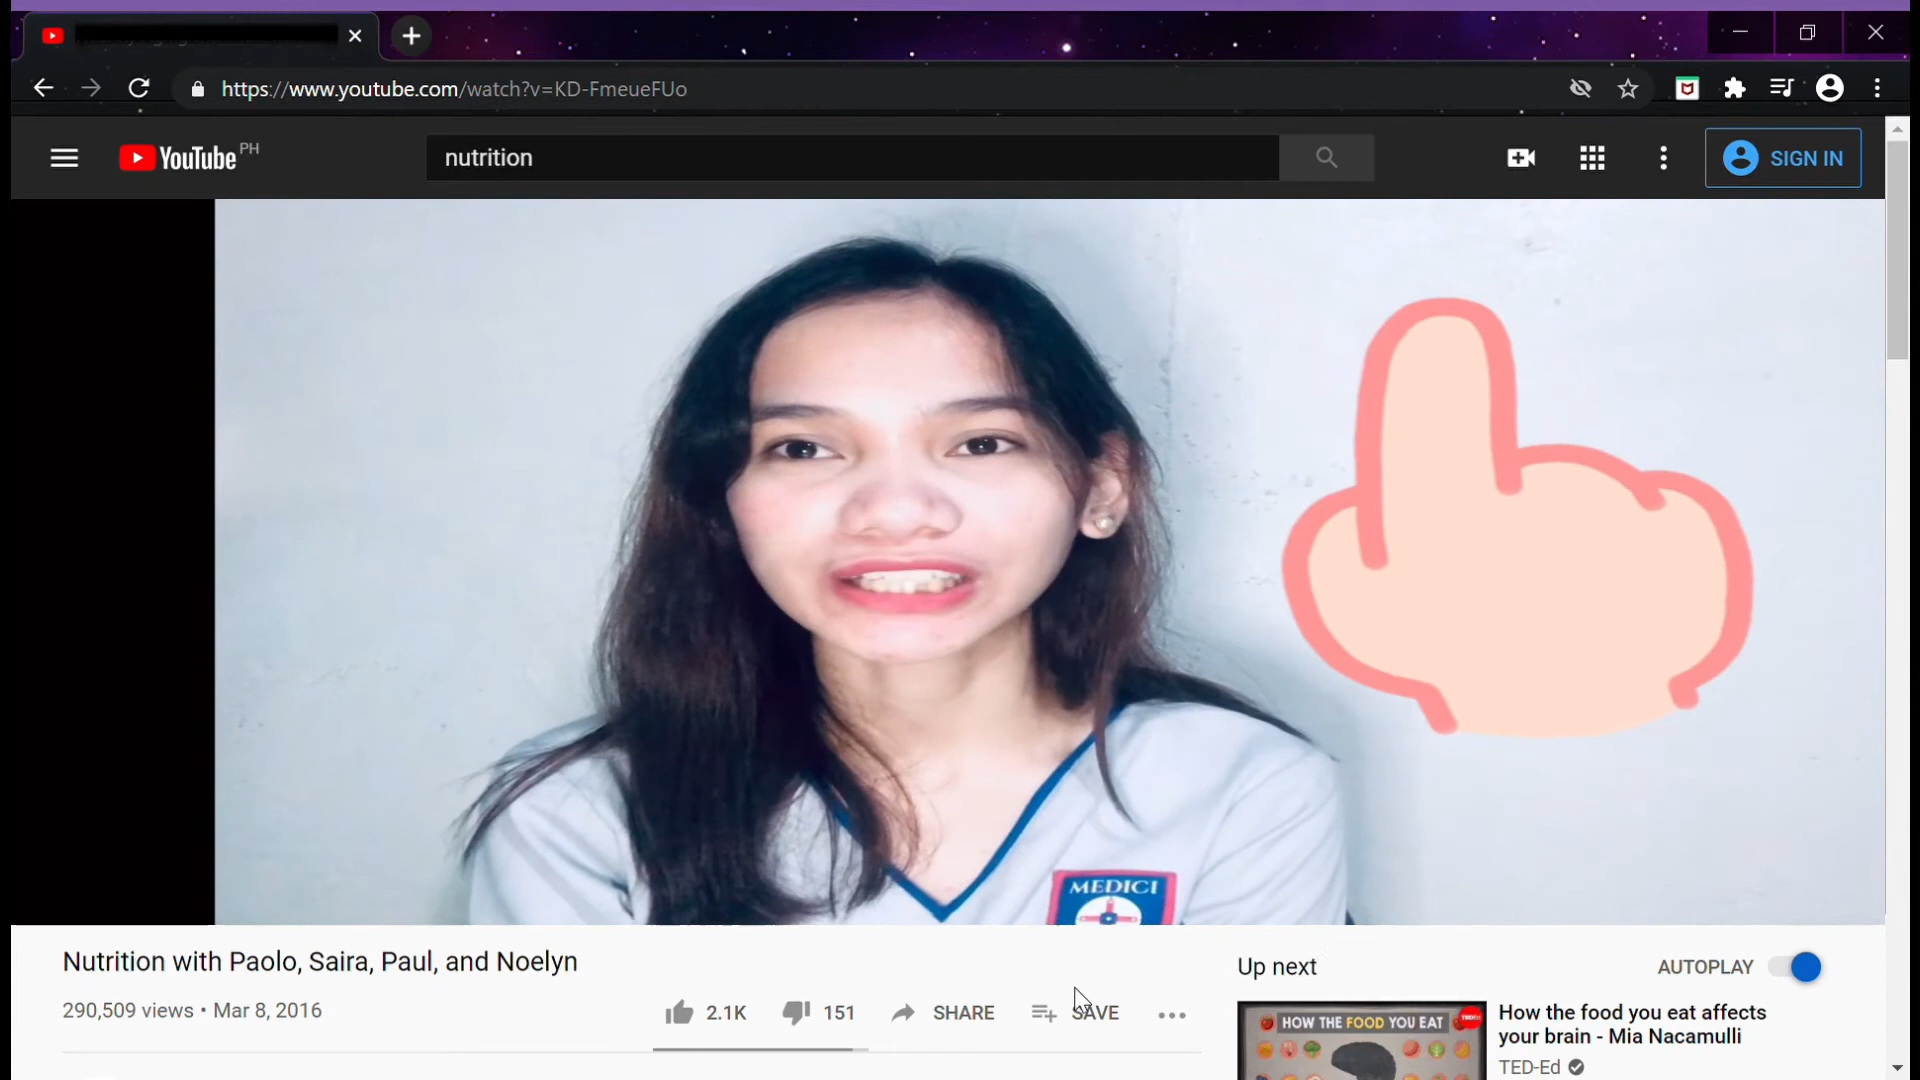 https://www.youtube.com/watch?v=KD-FmeueFUo
YouTube PH
nutrition
SIGN IN
MEDICI
Nutrition with Paolo, Saira, Paul, and Noelyn
290,509 views • Mar 8, 2016
2.1K
151
SHARE
SAVE
Up next
AUTOPLAY
HOW THE FOOD YOU EAT
How the food you eat affects
your brain - Mia Nacamulli
TED-Ed